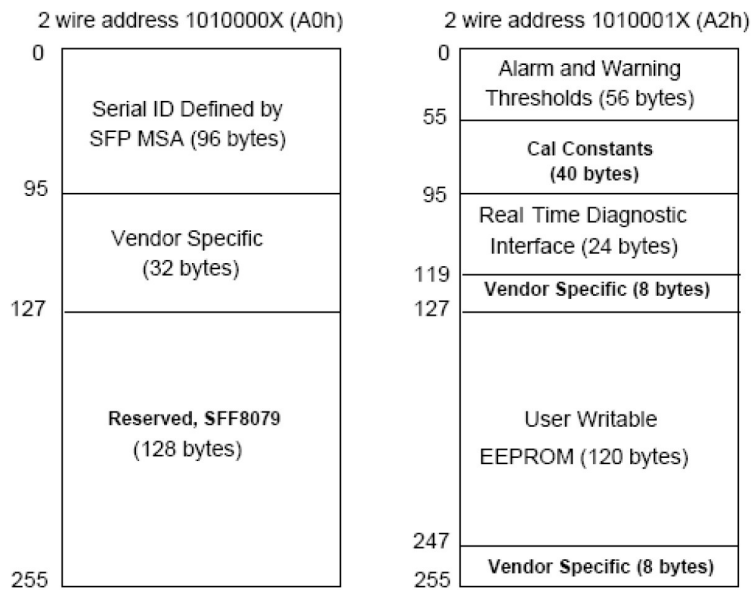 2 wire address 1010000X (A0h)
0
Serial ID Defined by
SFP MSA (96 bytes)
95
Vendor Specific
(32 bytes)
127
Reserved, SFF8079
(128 bytes)
255
2 wire address 1010001X (A2h)
0
Alarm and Warning
Thresholds (56 bytes)
55
Cal Constants
(40 bytes)
95
Real Time Diagnostic
Interface (24 bytes)
119
Vendor Specific (8 bytes)
127
User Writable
EEPROM (120 bytes)
247
Vendor Specific (8 bytes)
255